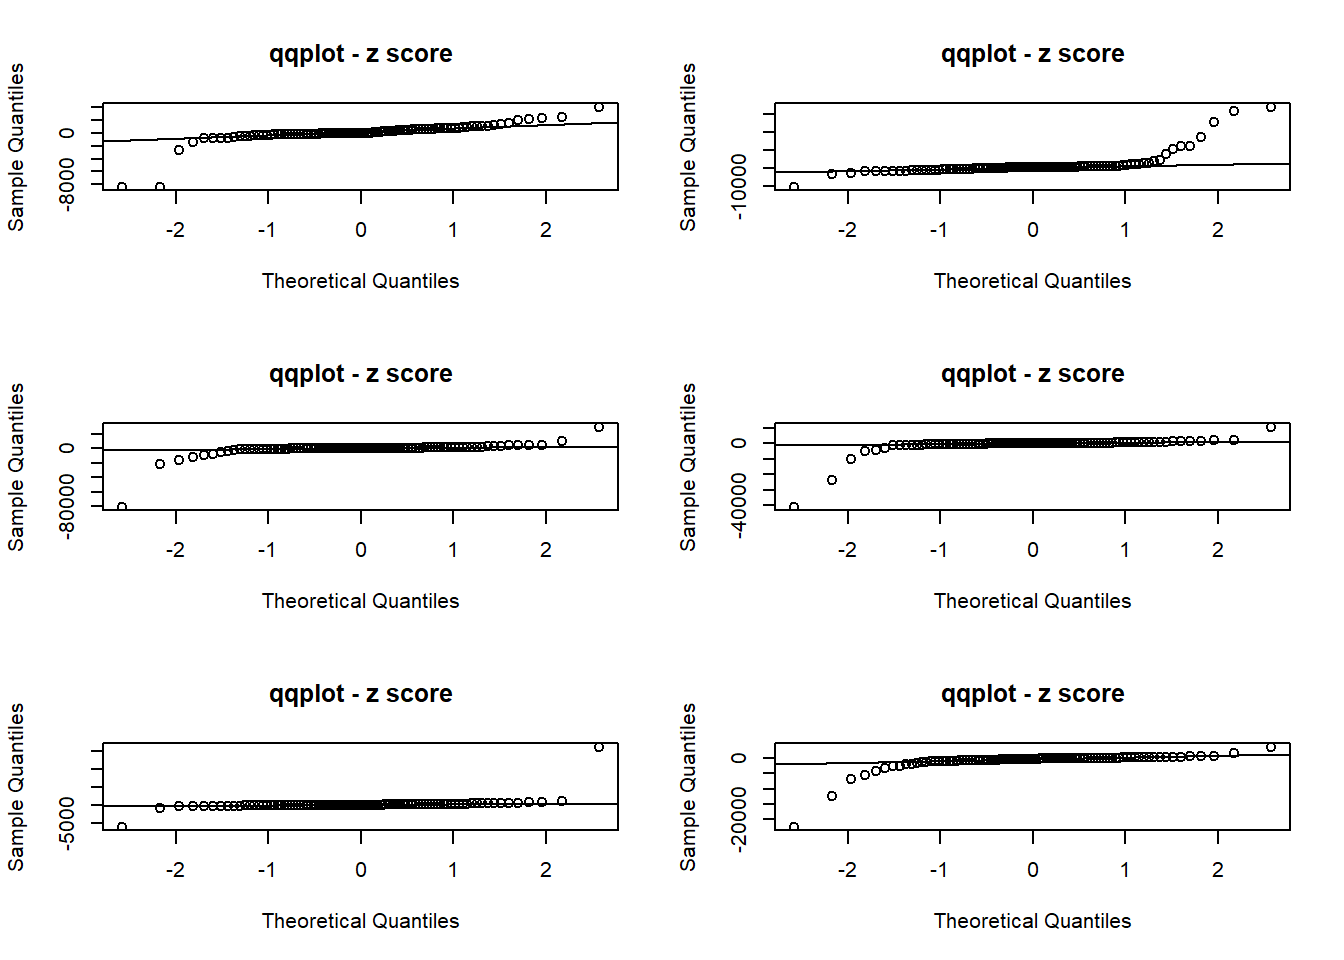 qqplot - z score
Sample Quantiles
0
-8000
-2 -1 0 1 2
Theoretical Quantiles
qqplot - z score
Sample Quantiles
-10000
-2 -1 0 1 2
Theoretical Quantiles
qqplot - z score
Sample Quantiles
0
-80000
-2 -1 0 1 2
Theoretical Quantiles
qqplot - z score
Sample Quantiles
0
-40000
-2 -1 0 1 2
Theoretical Quantiles
qqplot - z score
Sample Quantiles
-5000
-2 -1 0 1 2
Theoretical Quantiles
qqplot - z score
Sample Quantiles
0
-20000
-2 -1 0 1 2
Theoretical Quantiles